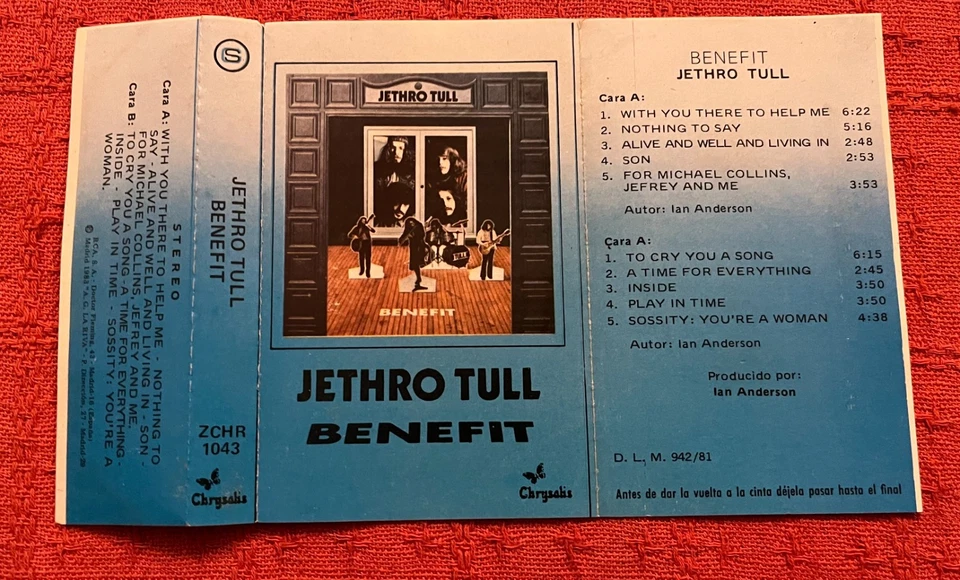 S
STEREO
Cara A: WITH YOU THERE TO HELP ME - NOTHING TO
SAY - ALIVE AND WELL AND LIVING IN - SON -
FOR MICHAEL COLLINS, JEFREY AND ME.
Cara B: TO CRY YOU A SONG - A TIME FOR EVERYTHING -
INSIDE - PLAY IN TIME - SOSSITY: YOU'RE A
WOMAN.
© RCA, S. A. Doctor Fleming, 43 - Madrid-16 (España)
JETHRO TULL
BENEFIT
ZCHR
1043
Chrysalis
JETHRO TULL
BENEFIT
JETHRO TULL
BENEFIT
Chrysalis
BENEFIT
JETHRO TULL
Cara A:
1. WITH YOU THERE TO HELP ME 6:22
2. NOTHING TO SAY 5:16
3. ALIVE AND WELL AND LIVING IN 2:48
4. SON 2:53
5. FOR MICHAEL COLLINS,
JEFREY AND ME 3:53
Autor: Ian Anderson
Cara A:
1. TO CRY YOU A SONG 6:15
2. A TIME FOR EVERYTHING 2:45
3. INSIDE 3:50
4. PLAY IN TIME 3:50
5. SOSSITY: YOU'RE A WOMAN 4:38
Autor: Ian Anderson
Producido por:
Ian Anderson
D. L. M. 942/81
Antes de dar la vuelta a la cinta déjela pasar hasta el final